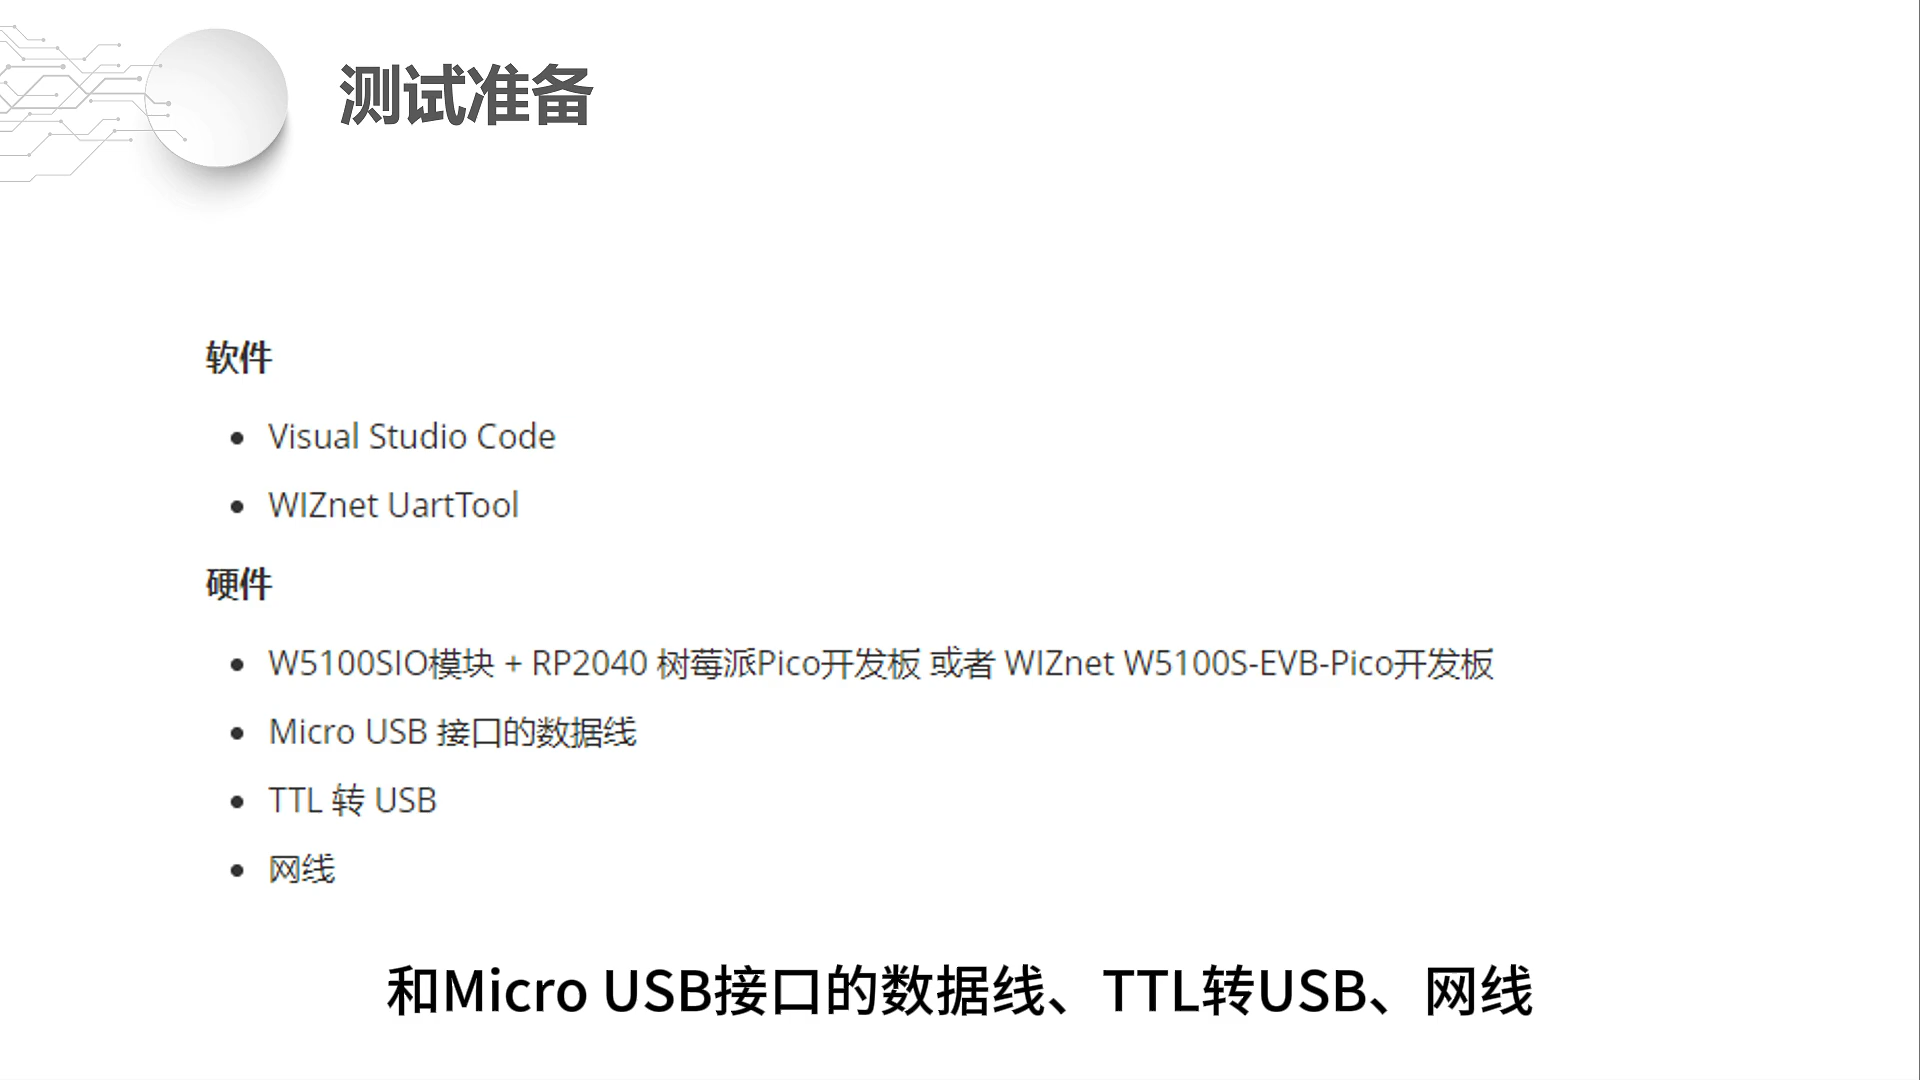 测试准备
软件
Visual Studio Code
WIZnet UartTool
硬件
W5100SIO模块 + RP2040 树莓派Pico开发板 或者 WIZnet W5100S-EVB-Pico开发板
Micro USB 接口的数据线
TTL 转 USB
网线
和Micro USB接口的数据线、TTL转USB、网线